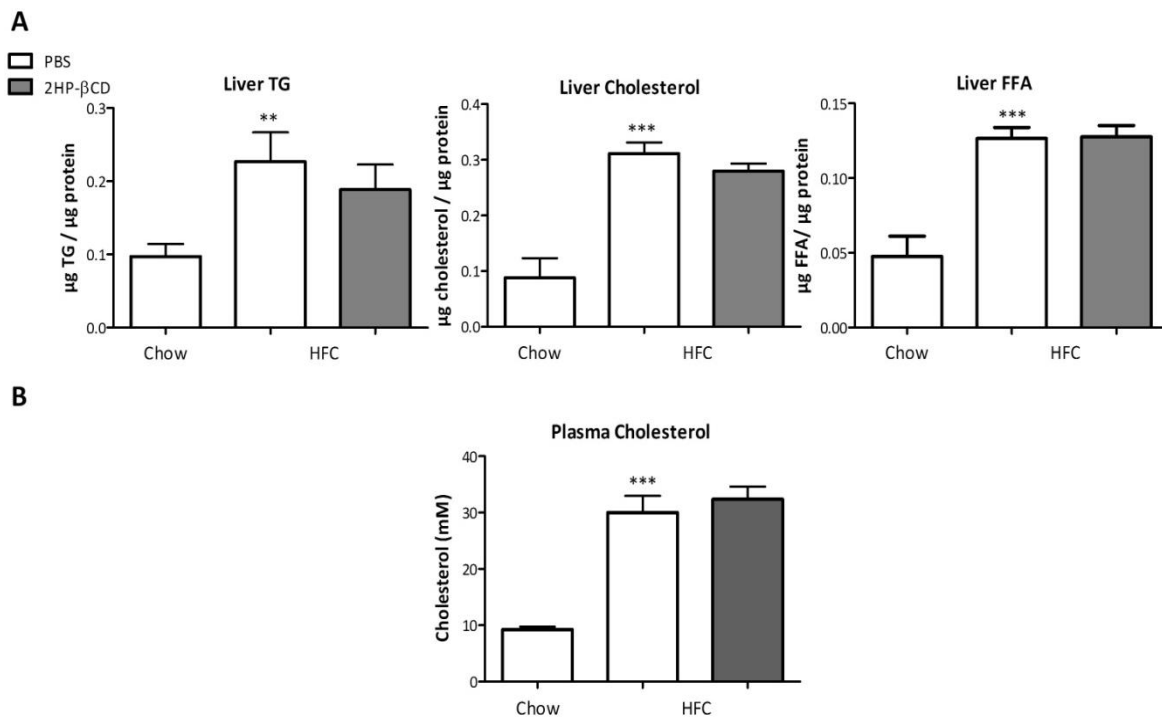 A
PBS
2HP-βCD
Liver TG
µg TG / µg protein
0.3
0.2
0.1
0.0
**
Chow
HFC
Liver Cholesterol
µg cholesterol / µg protein
0.4
0.3
0.2
0.1
0.0
***
Chow
HFC
Liver FFA
µg FFA/ µg protein
0.15
0.10
0.05
0.00
***
Chow
HFC
B
Plasma Cholesterol
Cholesterol (mM)
40
30
20
10
0
***
Chow
HFC